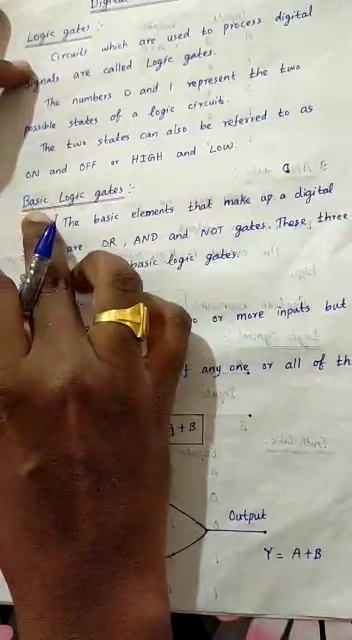 Digital
Logic gates :-
Circuits which are used to process digital
signals are called Logic gates.
The numbers 0 and 1 represent the two
possible states of a logic circuit.
The two states can also be referred to as
ON and OFF or HIGH and LOW.
Basic Logic gates :-
The basic elements that make up a digital
are OR, AND and NOT gates. These three
basic logic gates.
or more inputs but
any one or all of th
+B
Output
Y = A+B